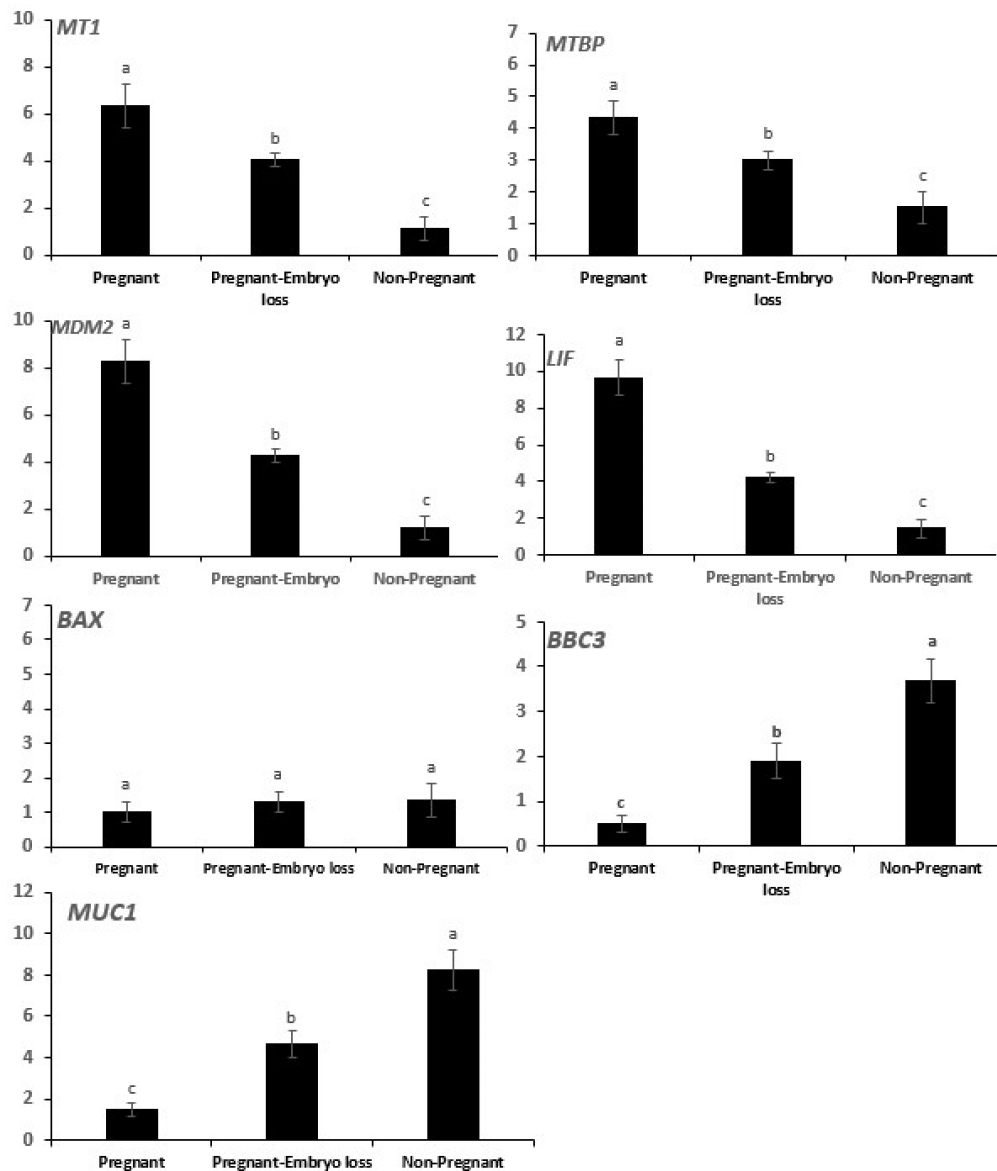 MT1
10
8
6
4
2
0
a
b
c
Pregnant
Pregnant-Embryo
loss
Non-Pregnant
MTBP
7
6
5
4
3
2
1
0
a
b
c
Pregnant
Pregnant-Embryo
loss
Non-Pregnant
MDM2
10
8
6
4
2
0
a
b
c
Pregnant
Pregnant-Embryo
Non-Pregnant
LIF
12
10
8
6
4
2
0
a
b
c
Pregnant
Pregnant-Embryo
loss
Non-Pregnant
BAX
7
6
5
4
3
2
1
0
a
a
a
Pregnant
Pregnant-Embryo loss
Non-Pregnant
BBC3
5
4
3
2
1
0
c
b
a
Pregnant
Pregnant-Embryo
loss
Non-Pregnant
MUC1
12
10
8
6
4
2
0
c
b
a
Pregnant
Pregnant-Embryo loss
Non-Pregnant